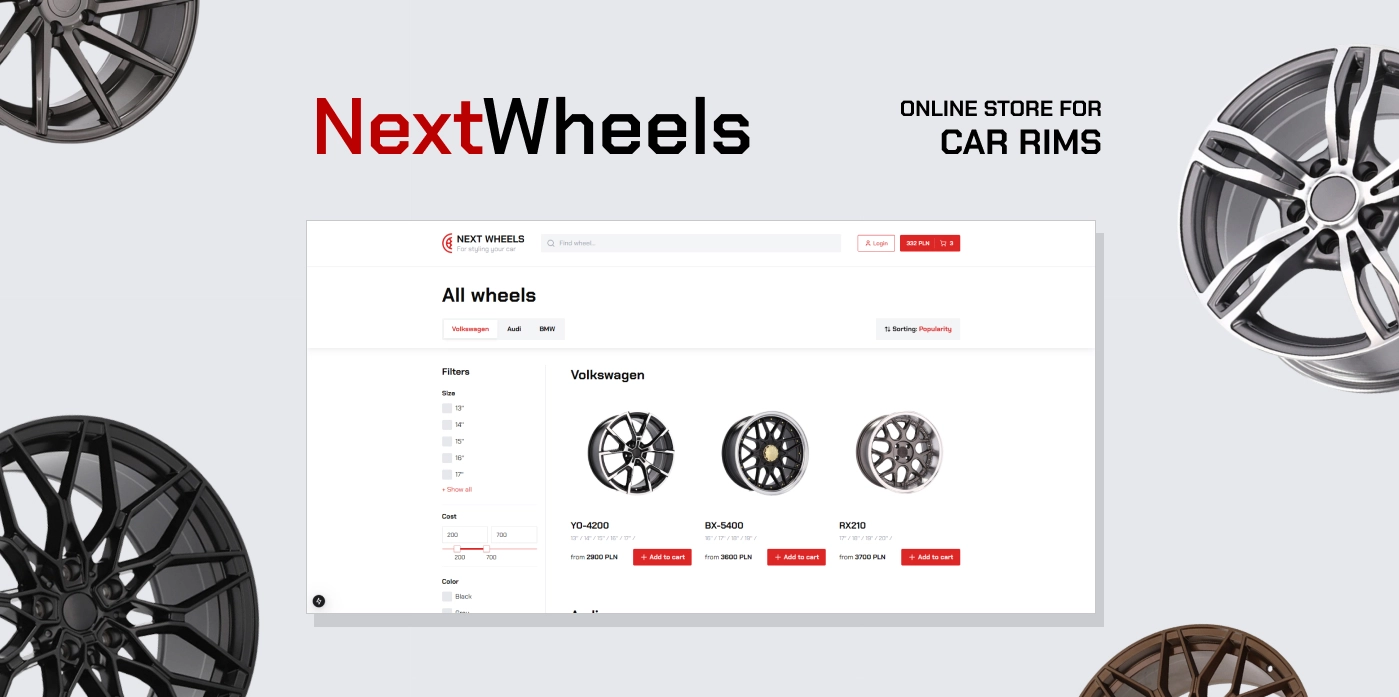 NextWheels
ONLINE STORE FOR
CAR RIMS
NEXT WHEELS
For styling your car
Find wheel...
Login
332 PLN
3
All wheels
Volkswagen
Audi
BMW
Sorting: Popularity
Filters
Size
13"
14"
15"
16"
17"
+ Show all
Cost
200
700
200
700
Color
Black
Volkswagen
YO-4200
13" / 14" / 15" / 16" / 17" /
from 2900 PLN
+ Add to cart
BX-5400
16" / 17" / 18" / 19" /
from 3600 PLN
+ Add to cart
RX210
17" / 18" / 19" / 20" /
from 3700 PLN
+ Add to cart